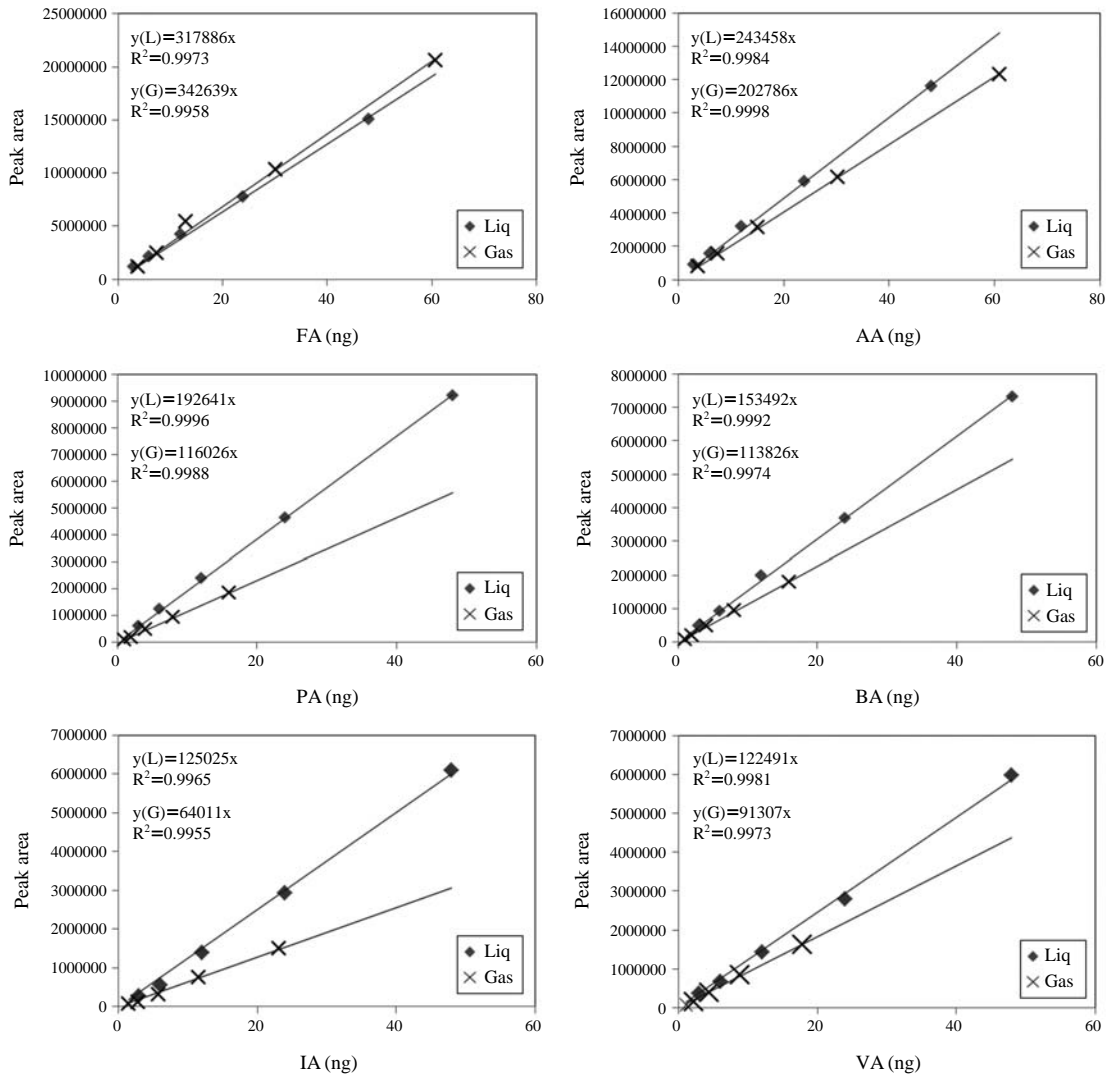 25000000
20000000
15000000
10000000
5000000
0
Peak area
y(L)=317886x
R²=0.9973
y(G)=342639x
R²=0.9958
Liq
Gas
0 20 40 60 80
FA (ng)
16000000
14000000
12000000
10000000
8000000
6000000
4000000
2000000
0
Peak area
y(L)=243458x
R²=0.9984
y(G)=202786x
R²=0.9998
Liq
Gas
0 20 40 60 80
AA (ng)
10000000
9000000
8000000
7000000
6000000
5000000
4000000
3000000
2000000
1000000
0
Peak area
y(L)=192641x
R²=0.9996
y(G)=116026x
R²=0.9988
Liq
Gas
0 20 40 60
PA (ng)
8000000
7000000
6000000
5000000
4000000
3000000
2000000
1000000
0
Peak area
y(L)=153492x
R²=0.9992
y(G)=113826x
R²=0.9974
Liq
Gas
0 20 40 60
BA (ng)
7000000
6000000
5000000
4000000
3000000
2000000
1000000
0
Peak area
y(L)=125025x
R²=0.9965
y(G)=64011x
R²=0.9955
Liq
Gas
0 20 40 60
IA (ng)
7000000
6000000
5000000
4000000
3000000
2000000
1000000
0
Peak area
y(L)=122491x
R²=0.9981
y(G)=91307x
R²=0.9973
Liq
Gas
0 20 40 60
VA (ng)